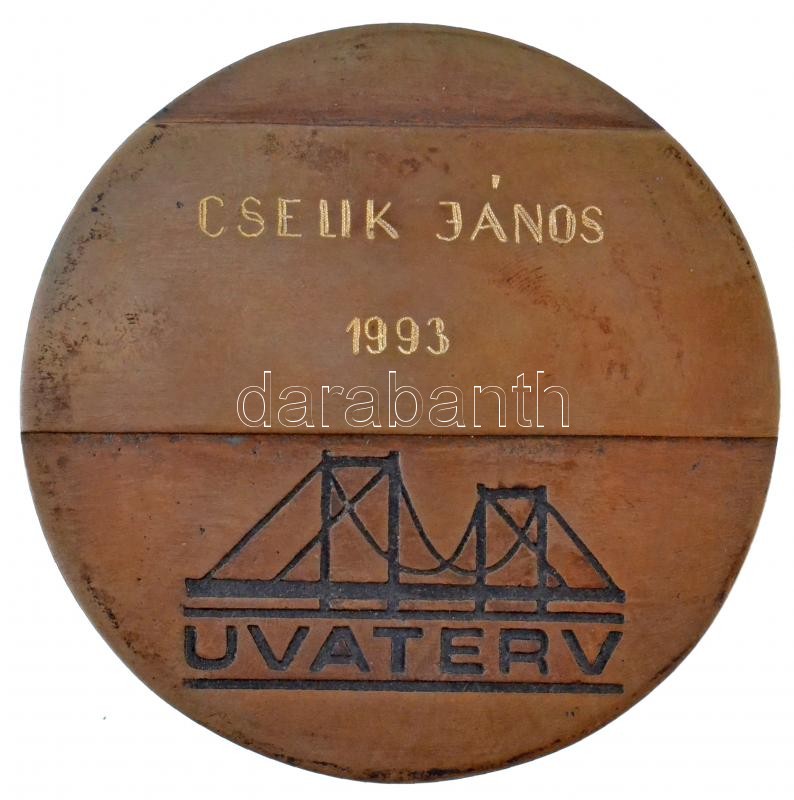 CSELIK JÁNOS
1993
darabanth
UVATERV